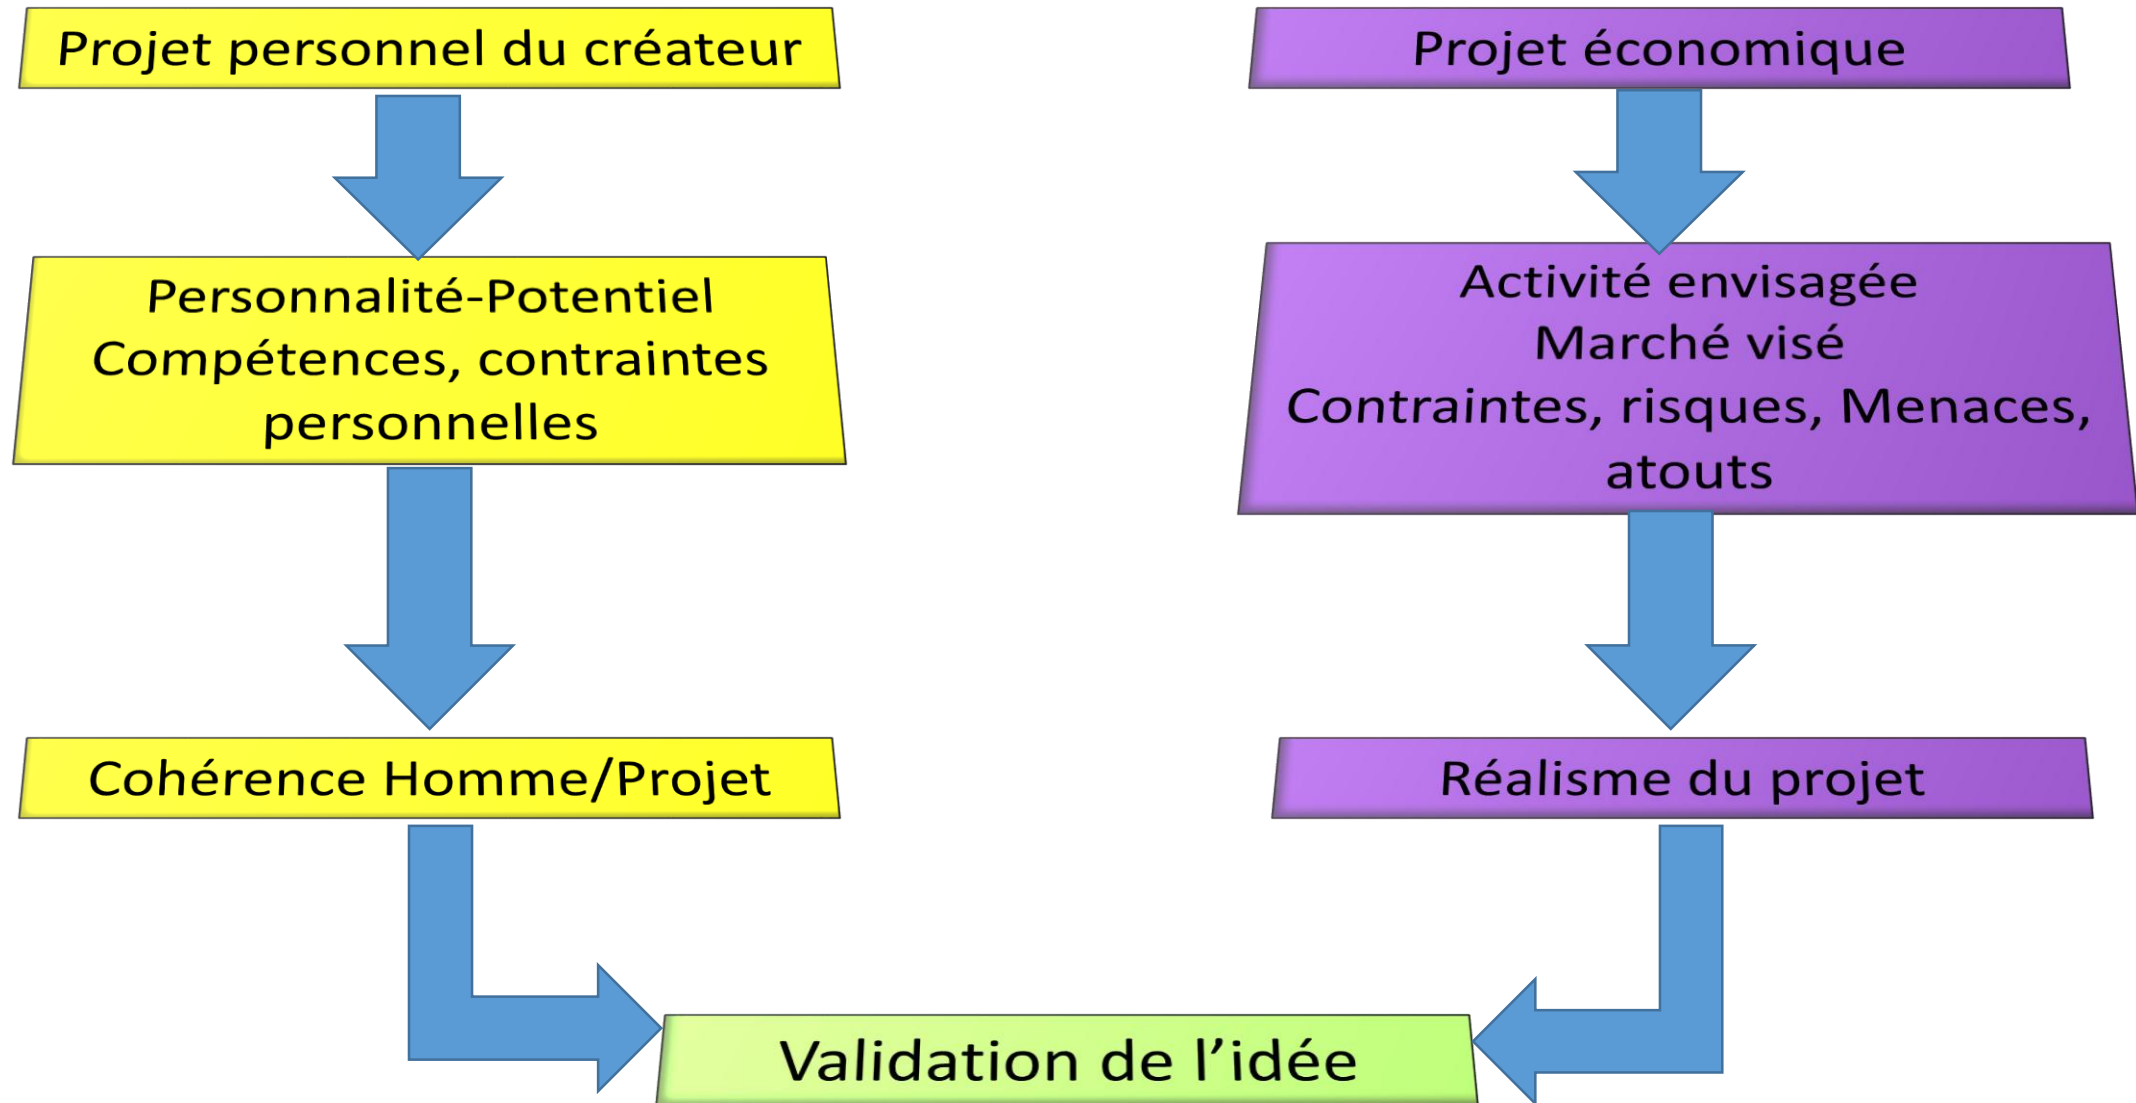 Projet personnel du créateur
Projet économique
Personnalité-Potentiel
Compétences, contraintes
personnelles
Activité envisagée
Marché visé
Contraintes, risques, Menaces,
atouts
Cohérence Homme/Projet
Réalisme du projet
Validation de l’idée